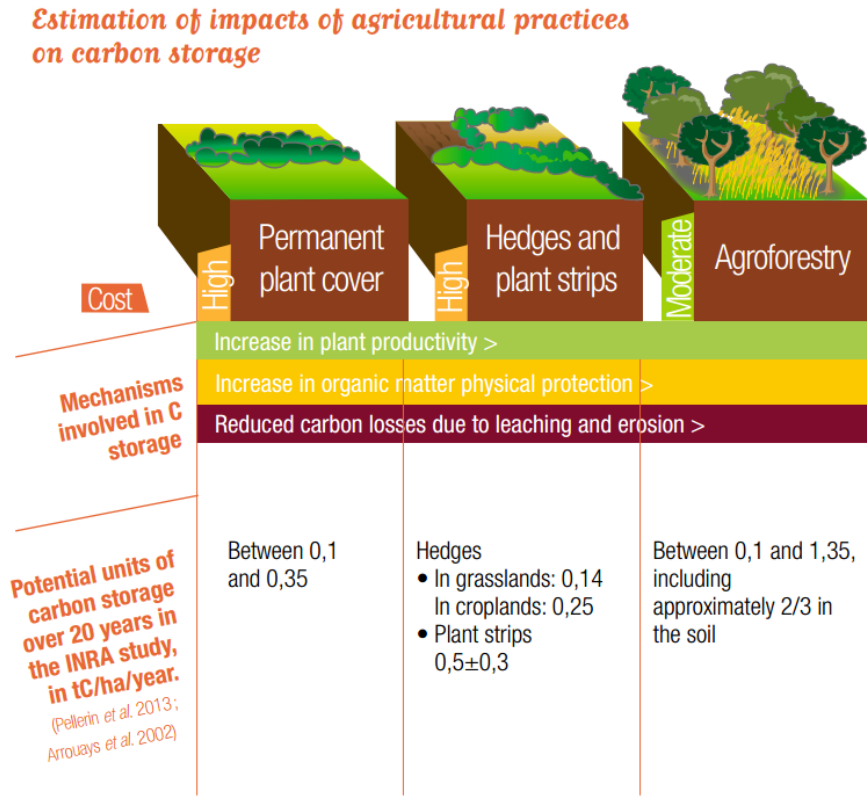 Estimation of impacts of agricultural practices
on carbon storage
Cost
High
Permanent
plant cover
High
Hedges and
plant strips
Moderate
Agroforestry
Mechanisms
involved in C
storage
Increase in plant productivity >
Increase in organic matter physical protection >
Reduced carbon losses due to leaching and erosion >
Potential units of
carbon storage
over 20 years in
the INRA study,
in tC/ha/year.
(Pellerin et al. 2013 ;
Arrouays et al. 2002)
Between 0,1
and 0,35
Hedges
• In grasslands: 0,14
In croplands: 0,25
• Plant strips
0,5±0,3
Between 0,1 and 1,35,
including
approximately 2/3 in
the soil